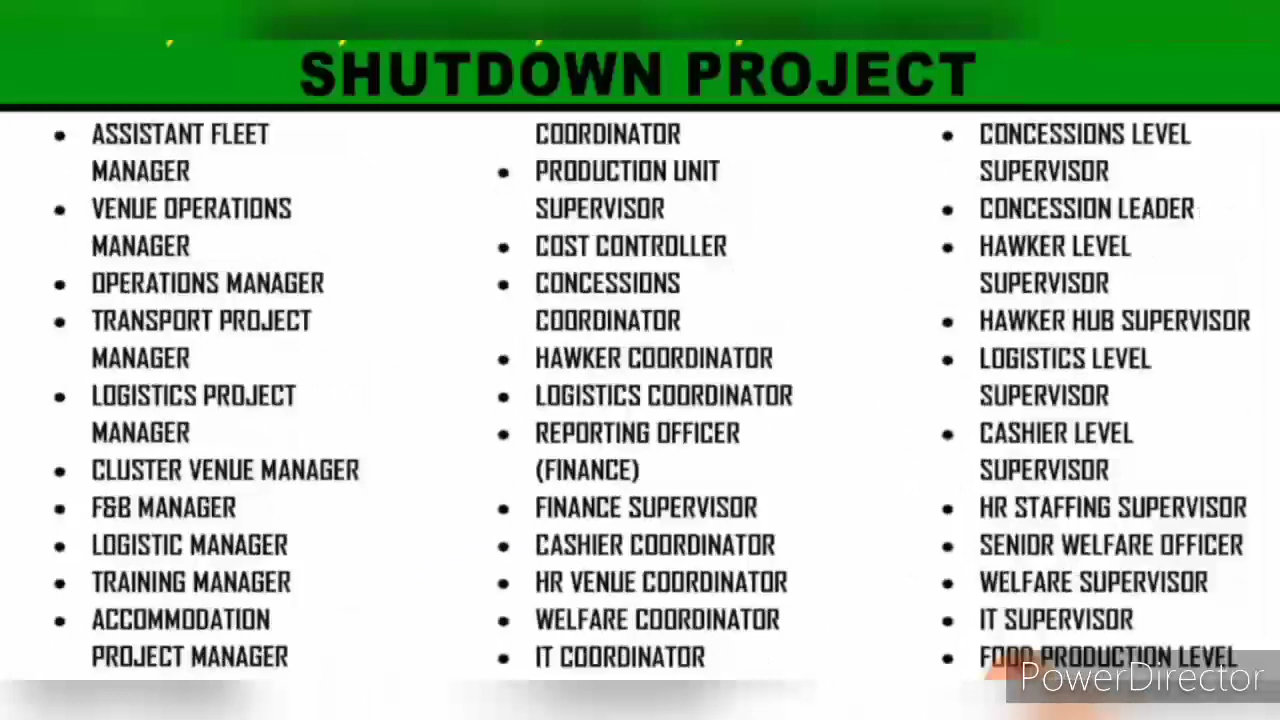 SHUTDOWN PROJECT
• ASSISTANT FLEET
MANAGER
• VENUE OPERATIONS
MANAGER
• OPERATIONS MANAGER
• TRANSPORT PROJECT
MANAGER
• LOGISTICS PROJECT
MANAGER
• CLUSTER VENUE MANAGER
• F&B MANAGER
• LOGISTIC MANAGER
• TRAINING MANAGER
• ACCOMMODATION
PROJECT MANAGER
COORDINATOR
• PRODUCTION UNIT
SUPERVISOR
• COST CONTROLLER
• CONCESSIONS
COORDINATOR
• HAWKER COORDINATOR
• LOGISTICS COORDINATOR
• REPORTING OFFICER
(FINANCE)
• FINANCE SUPERVISOR
• CASHIER COORDINATOR
• HR VENUE COORDINATOR
• WELFARE COORDINATOR
• IT COORDINATOR
• CONCESSIONS LEVEL
SUPERVISOR
• CONCESSION LEADER
• HAWKER LEVEL
SUPERVISOR
• HAWKER HUB SUPERVISOR
• LOGISTICS LEVEL
SUPERVISOR
• CASHIER LEVEL
SUPERVISOR
• HR STAFFING SUPERVISOR
• SENIOR WELFARE OFFICER
• WELFARE SUPERVISOR
• IT SUPERVISOR
• FOOD PRODUCTION LEVEL
PowerDirector